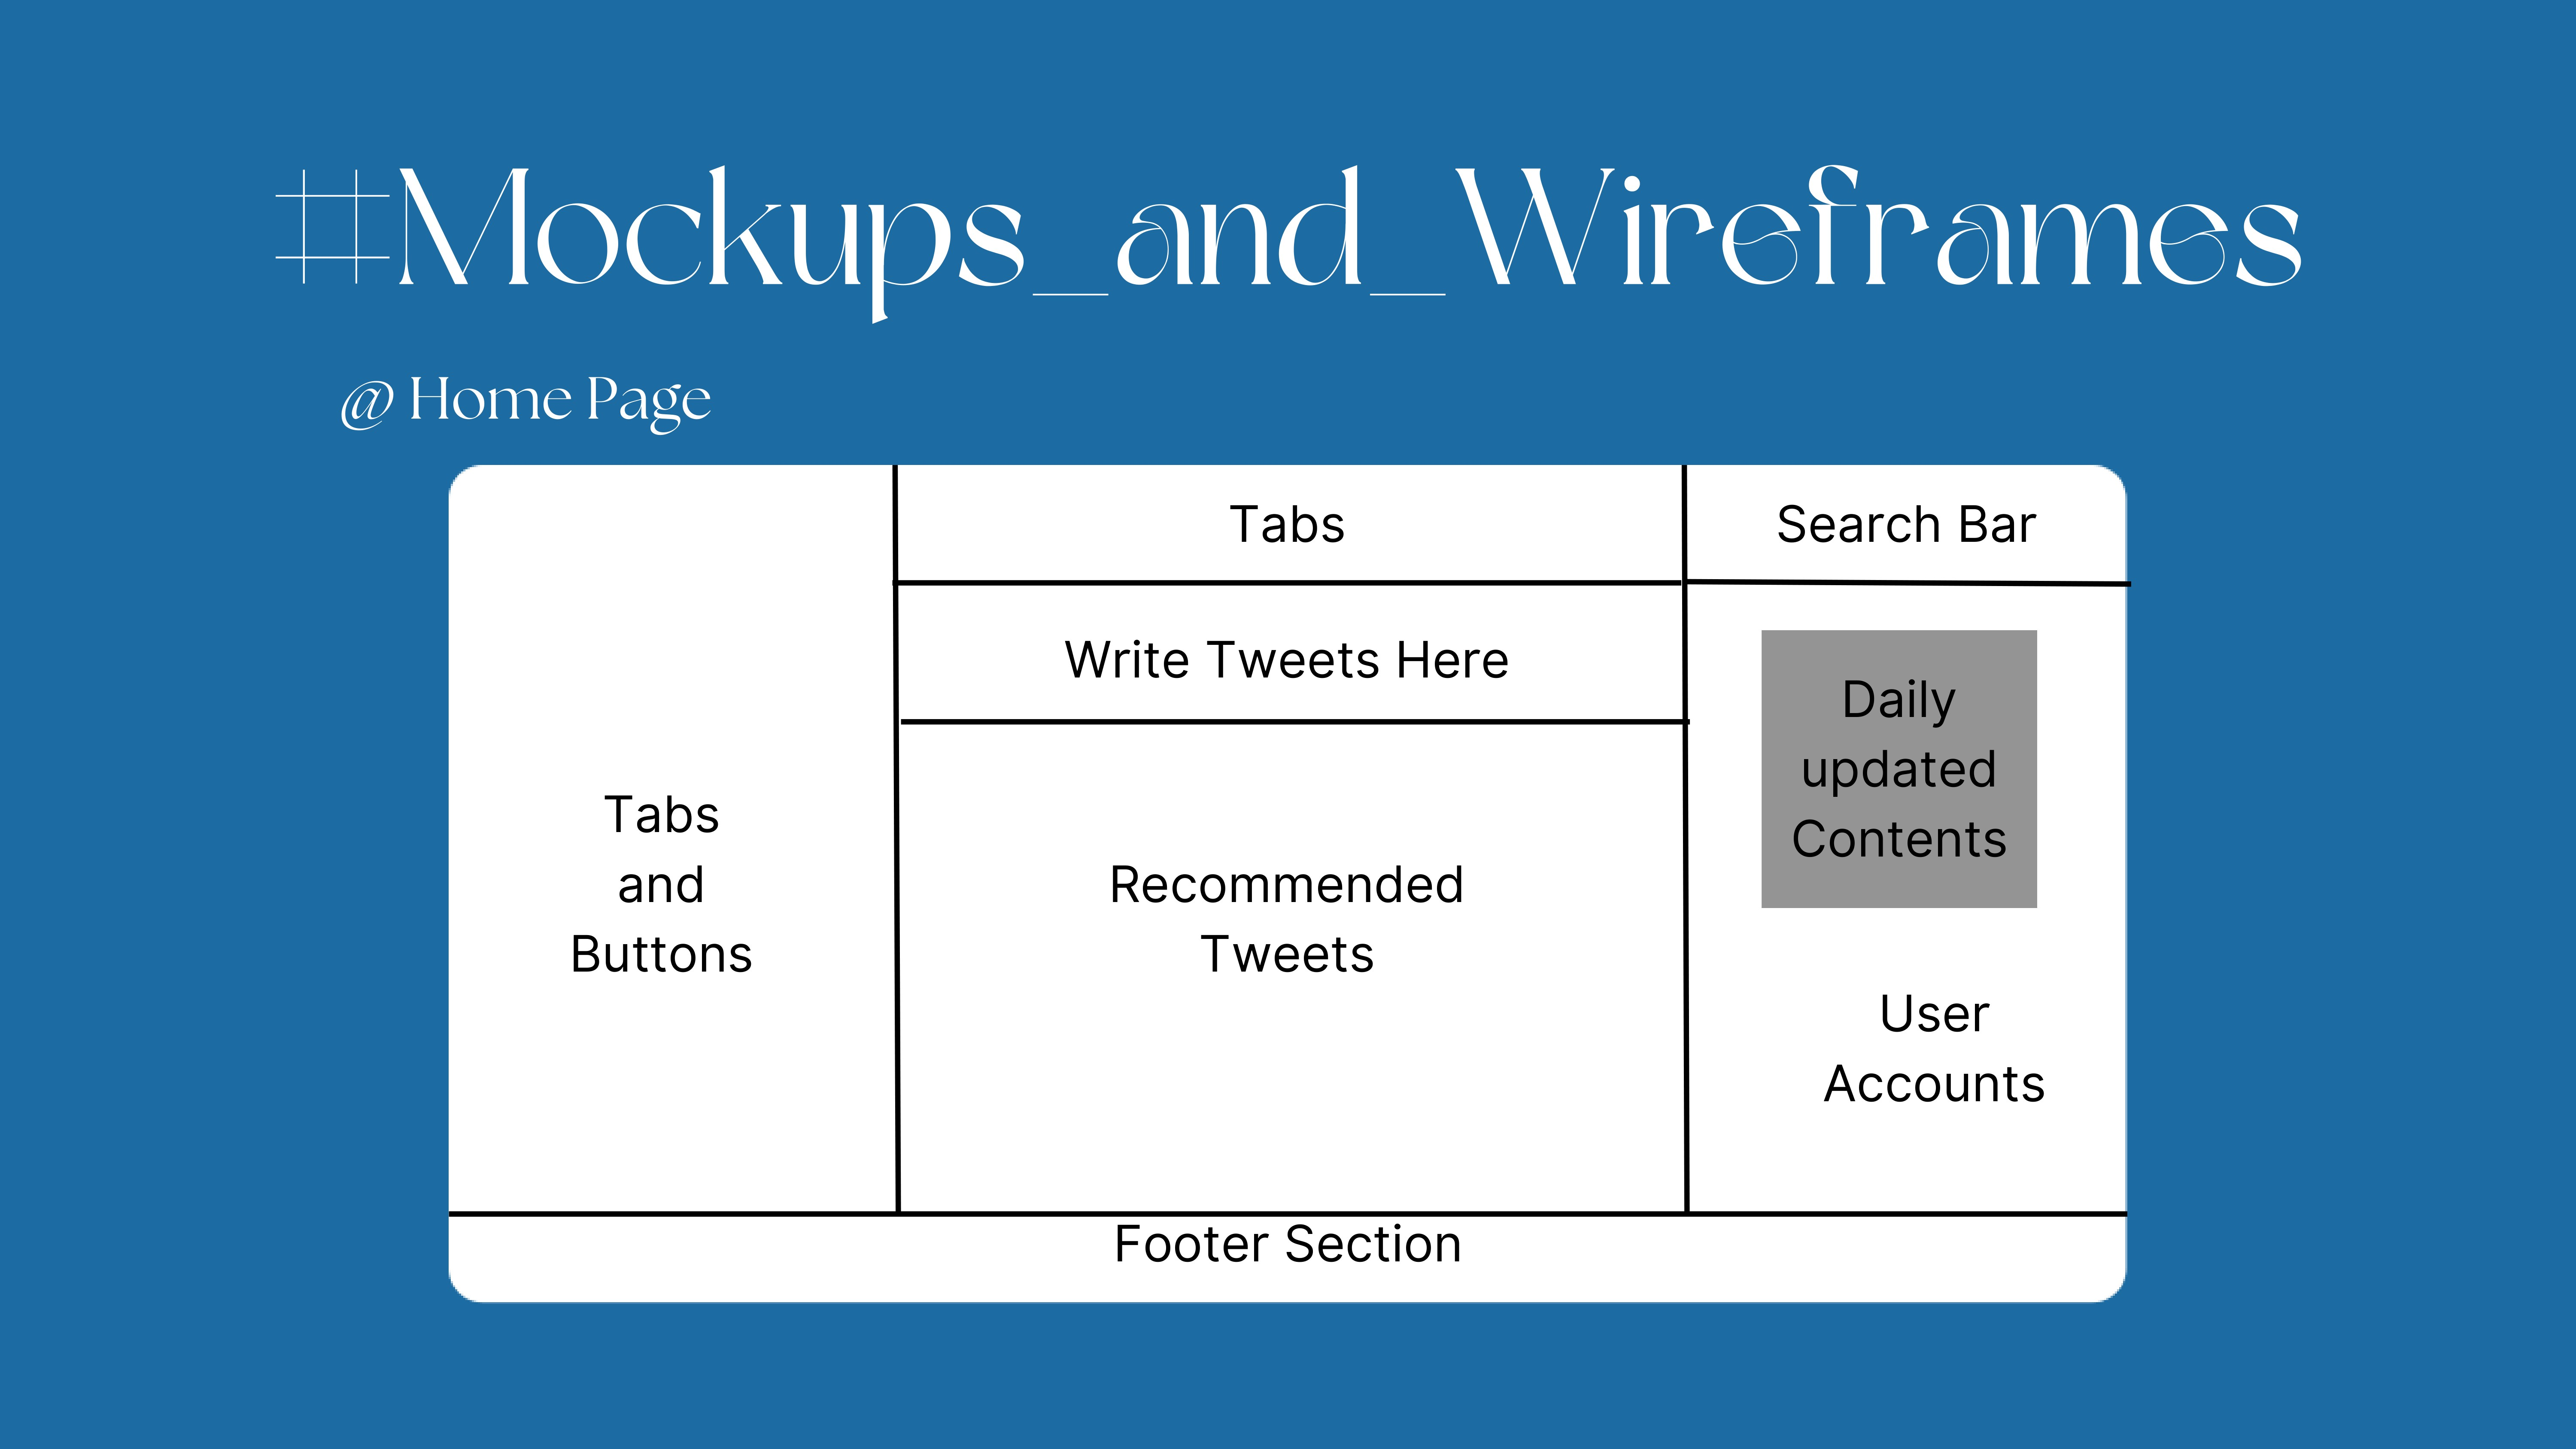 #Mockups_and_Wireframes
@ Home Page
Tabs
Search Bar
Write Tweets Here
Tabs
and
Buttons
Recommended
Tweets
Daily
updated
Contents
User
Accounts
Footer Section